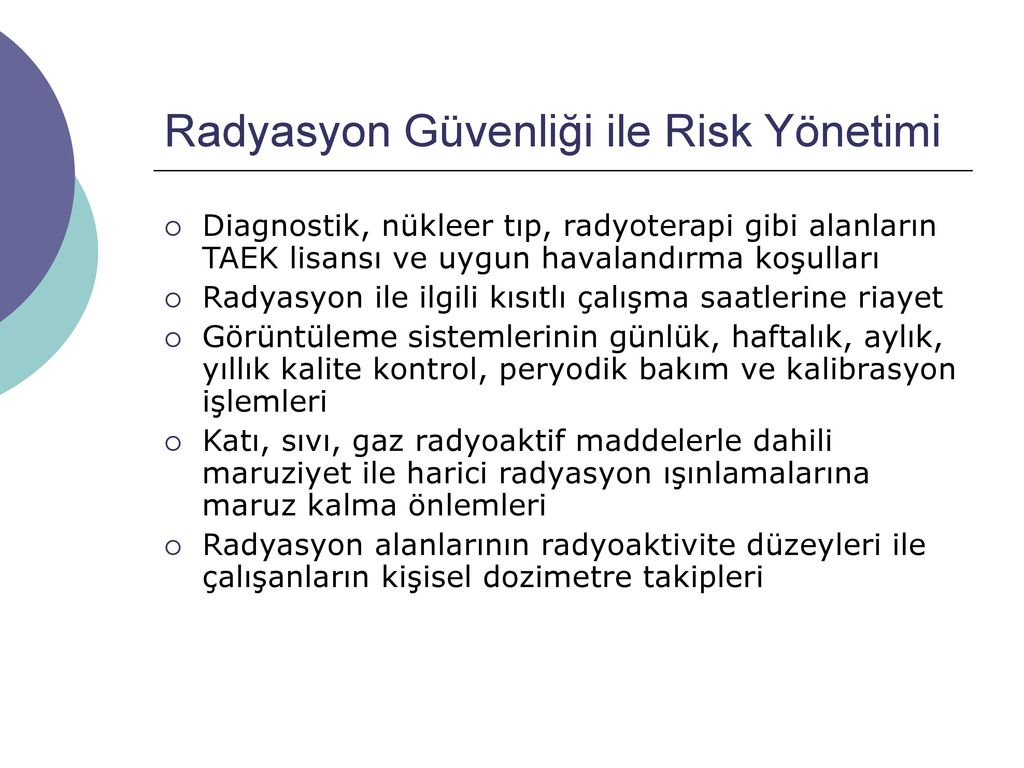 Radyasyon Güvenliği ile Risk Yönetimi
Diagnostik, nükleer tıp, radyoterapi gibi alanların
TAEK lisansı ve uygun havalandırma koşulları
Radyasyon ile ilgili kısıtlı çalışma saatlerine riayet
Görüntüleme sistemlerinin günlük, haftalık, aylık,
yıllık kalite kontrol, peryodik bakım ve kalibrasyon
işlemleri
Katı, sıvı, gaz radyoaktif maddelerle dahili
maruziyet ile harici radyasyon ışınlamalarına
maruz kalma önlemleri
Radyasyon alanlarının radyoaktivite düzeyleri ile
çalışanların kişisel dozimetre takipleri